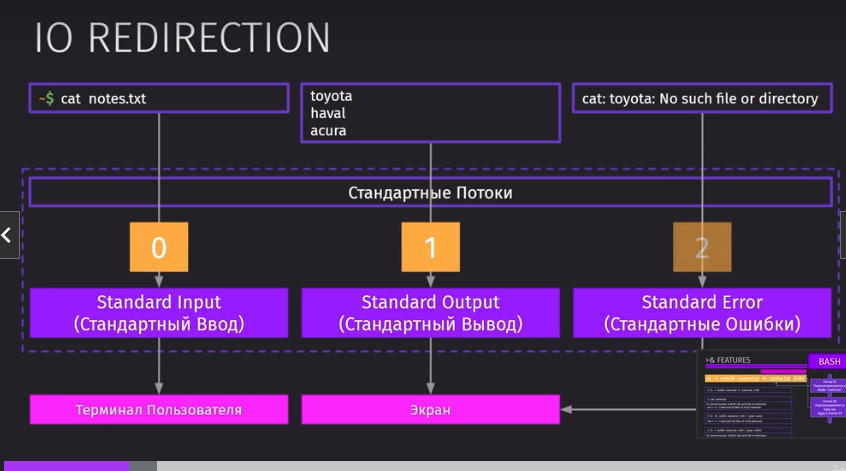 IO REDIRECTION
~$ cat notes.txt
toyota
haval
acura
cat: toyota: No such file or directory
Стандартные Потоки
0
1
2
Standard Input
(Стандартный Ввод)
Standard Output
(Стандартный Вывод)
Standard Error
(Стандартные Ошибки)
>& FEATURES
BASH
Терминал Пользователя
Экран